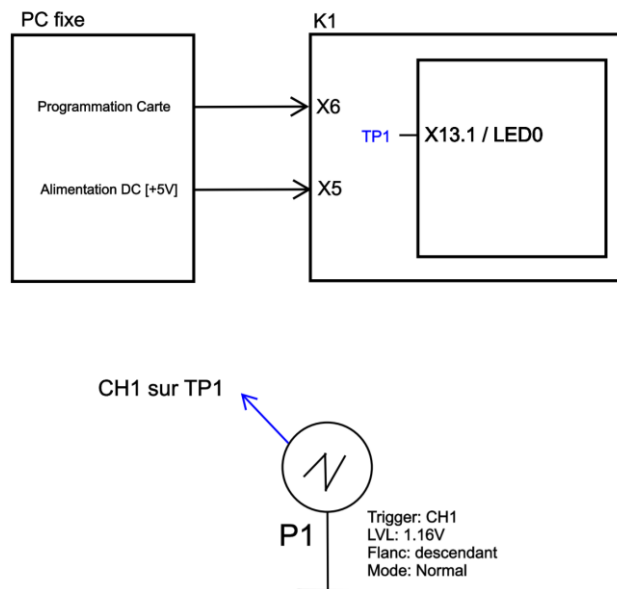 PC fixe
K1
Programmation Carte
X6
TP1
X13.1 / LED0
Alimentation DC [+5V]
X5
CH1 sur TP1
P1
Trigger: CH1
LVL: 1.16V
Flanc: descendant
Mode: Normal